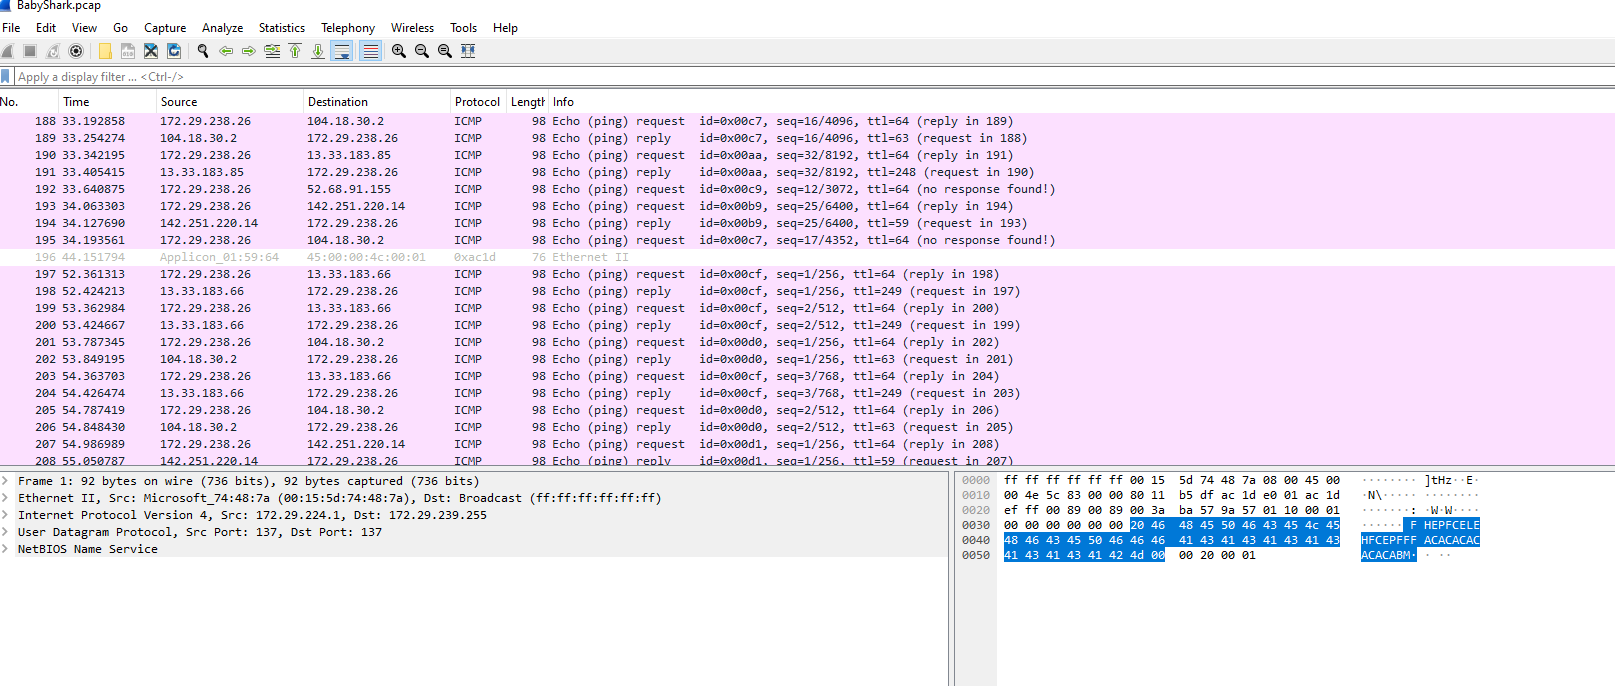 BabyShark.pcap
File Edit View Go Capture Analyze Statistics Telephony Wireless Tools Help
Apply a display filter ... <Ctrl-/>
No. Time Source Destination Protocol Length Info
188 33.192858 172.29.238.26 104.18.30.2 ICMP 98 Echo (ping) request id=0x00c7, seq=16/4096, ttl=64 (reply in 189)
189 33.254274 104.18.30.2 172.29.238.26 ICMP 98 Echo (ping) reply id=0x00c7, seq=16/4096, ttl=63 (request in 188)
190 33.342195 172.29.238.26 13.33.183.85 ICMP 98 Echo (ping) request id=0x00aa, seq=32/8192, ttl=64 (reply in 191)
191 33.405415 13.33.183.85 172.29.238.26 ICMP 98 Echo (ping) reply id=0x00aa, seq=32/8192, ttl=248 (request in 190)
192 33.640875 172.29.238.26 52.68.91.155 ICMP 98 Echo (ping) request id=0x00c9, seq=12/3072, ttl=64 (no response found!)
193 34.063303 172.29.238.26 142.251.220.14 ICMP 98 Echo (ping) request id=0x00b9, seq=25/6400, ttl=64 (reply in 194)
194 34.127690 142.251.220.14 172.29.238.26 ICMP 98 Echo (ping) reply id=0x00b9, seq=25/6400, ttl=59 (request in 193)
195 34.193561 172.29.238.26 104.18.30.2 ICMP 98 Echo (ping) request id=0x00c7, seq=17/4352, ttl=64 (no response found!)
196 44.151794 Applicon_01:59:64 45:00:00:4c:00:01 0xac1d 76 Ethernet II
197 52.361313 172.29.238.26 13.33.183.66 ICMP 98 Echo (ping) request id=0x00cf, seq=1/256, ttl=64 (reply in 198)
198 52.424213 13.33.183.66 172.29.238.26 ICMP 98 Echo (ping) reply id=0x00cf, seq=1/256, ttl=249 (request in 197)
199 53.362984 172.29.238.26 13.33.183.66 ICMP 98 Echo (ping) request id=0x00cf, seq=2/512, ttl=64 (reply in 200)
200 53.424667 13.33.183.66 172.29.238.26 ICMP 98 Echo (ping) reply id=0x00cf, seq=2/512, ttl=249 (request in 199)
201 53.787345 172.29.238.26 104.18.30.2 ICMP 98 Echo (ping) request id=0x00d0, seq=1/256, ttl=64 (reply in 202)
202 53.849195 104.18.30.2 172.29.238.26 ICMP 98 Echo (ping) reply id=0x00d0, seq=1/256, ttl=63 (request in 201)
203 54.363703 172.29.238.26 13.33.183.66 ICMP 98 Echo (ping) request id=0x00cf, seq=3/768, ttl=64 (reply in 204)
204 54.426474 13.33.183.66 172.29.238.26 ICMP 98 Echo (ping) reply id=0x00cf, seq=3/768, ttl=249 (request in 203)
205 54.787419 172.29.238.26 104.18.30.2 ICMP 98 Echo (ping) request id=0x00d0, seq=2/512, ttl=64 (reply in 206)
206 54.848430 104.18.30.2 172.29.238.26 ICMP 98 Echo (ping) reply id=0x00d0, seq=2/512, ttl=63 (request in 205)
207 54.986989 172.29.238.26 142.251.220.14 ICMP 98 Echo (ping) request id=0x00d1, seq=1/256, ttl=64 (reply in 208)
208 55.050787 142.251.220.14 172.29.238.26 ICMP 98 Echo (ping) reply id=0x00d1, seq=1/256, ttl=59 (request in 207)
Frame 1: 92 bytes on wire (736 bits), 92 bytes captured (736 bits)
Ethernet II, Src: Microsoft_74:48:7a (00:15:5d:74:48:7a), Dst: Broadcast (ff:ff:ff:ff:ff:ff)
Internet Protocol Version 4, Src: 172.29.224.1, Dst: 172.29.239.255
User Datagram Protocol, Src Port: 137, Dst Port: 137
NetBIOS Name Service
0000 ff ff ff ff ff ff 00 15 5d 74 48 7a 08 00 45 00 ········ ]tHz··E·
0010 00 4e 5c 83 00 00 80 11 b5 df ac 1d e0 01 ac 1d ·N\····· ········
0020 ef ff 00 89 00 89 00 3a ba 57 9a 57 01 10 00 01 ·······: ·W·W····
0030 00 00 00 00 00 00 20 46 48 45 50 46 43 45 4c 45 ······ F HEPFCELE
0040 48 46 43 45 50 46 46 46 41 43 41 43 41 43 41 43 HFCEPFFF ACACACAC
0050 41 43 41 43 41 42 4d 00 00 20 00 01 ACACABM· · ··